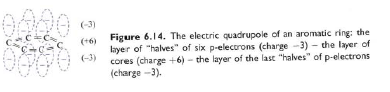 (-3)
(+6)
(-3)
C=C
C C
C-C
Figure 6.14. The electric quadrupole of an aromatic ring: the
layer of "halves" of six p-electrons (charge −3) – the layer of
cores (charge +6) – the layer of the last "halves" of p-electrons
(charge −3).